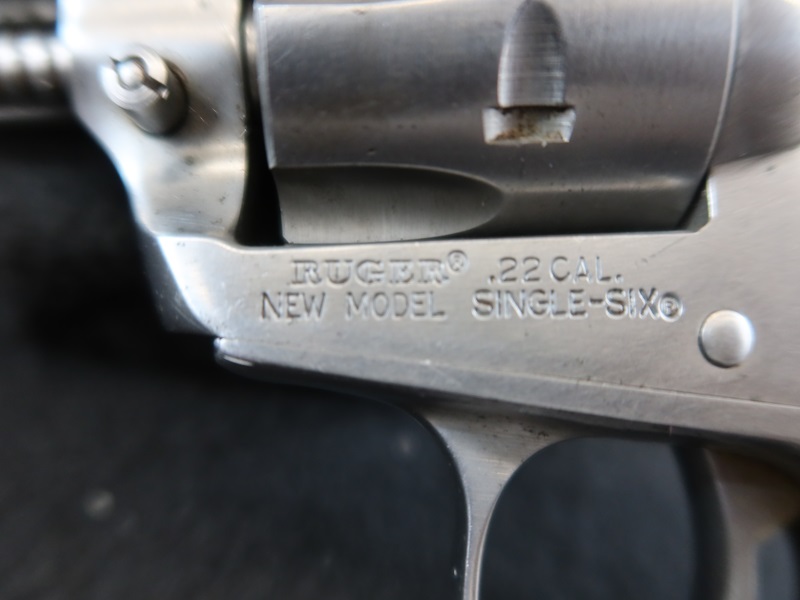 RUGER® .22 CAL.
NEW MODEL SINGLE-SIX®